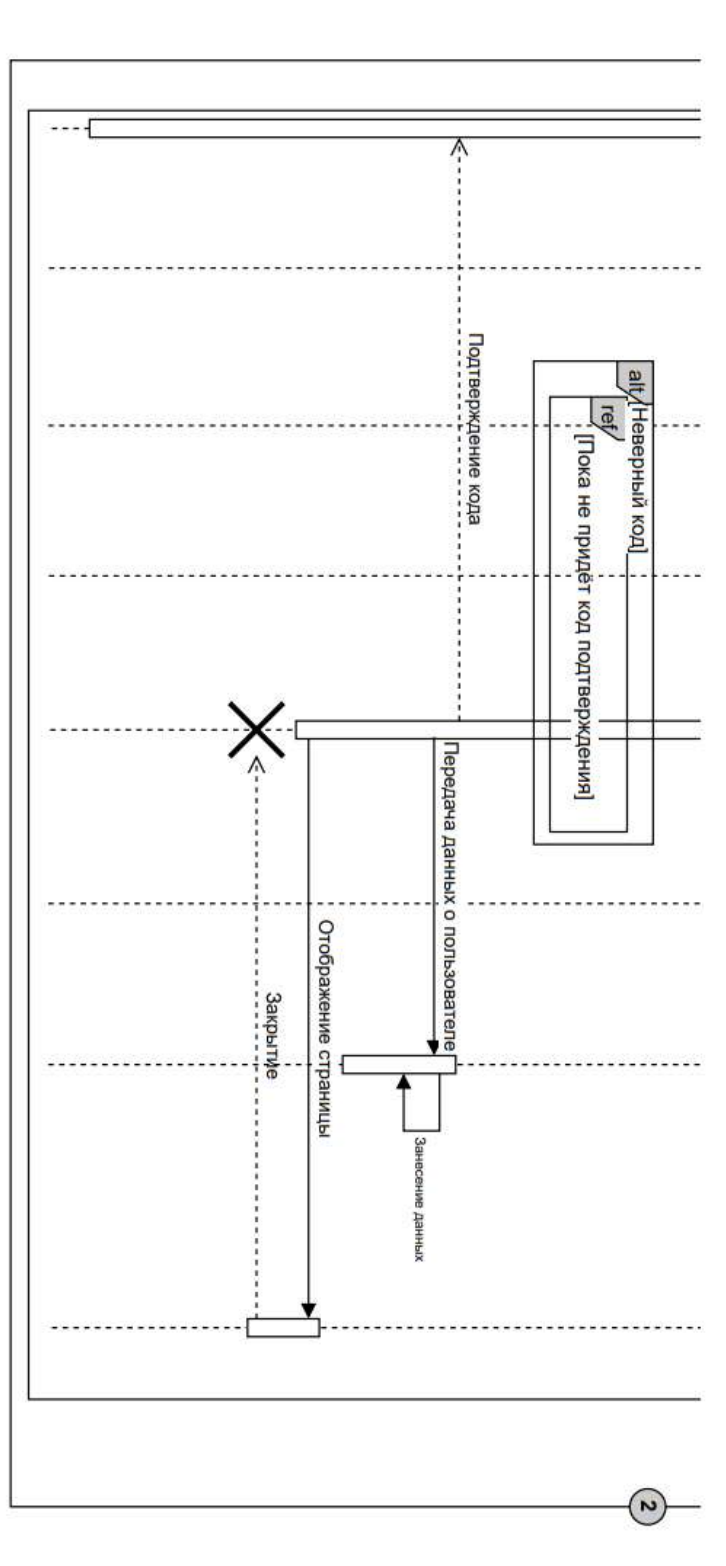 2
alt
[Неверный код]
ref
[Пока не придёт код подтверждения]
Подтверждение кода
Передача данных о пользователе
Занесение данных
Отображение страницы
Закрытие